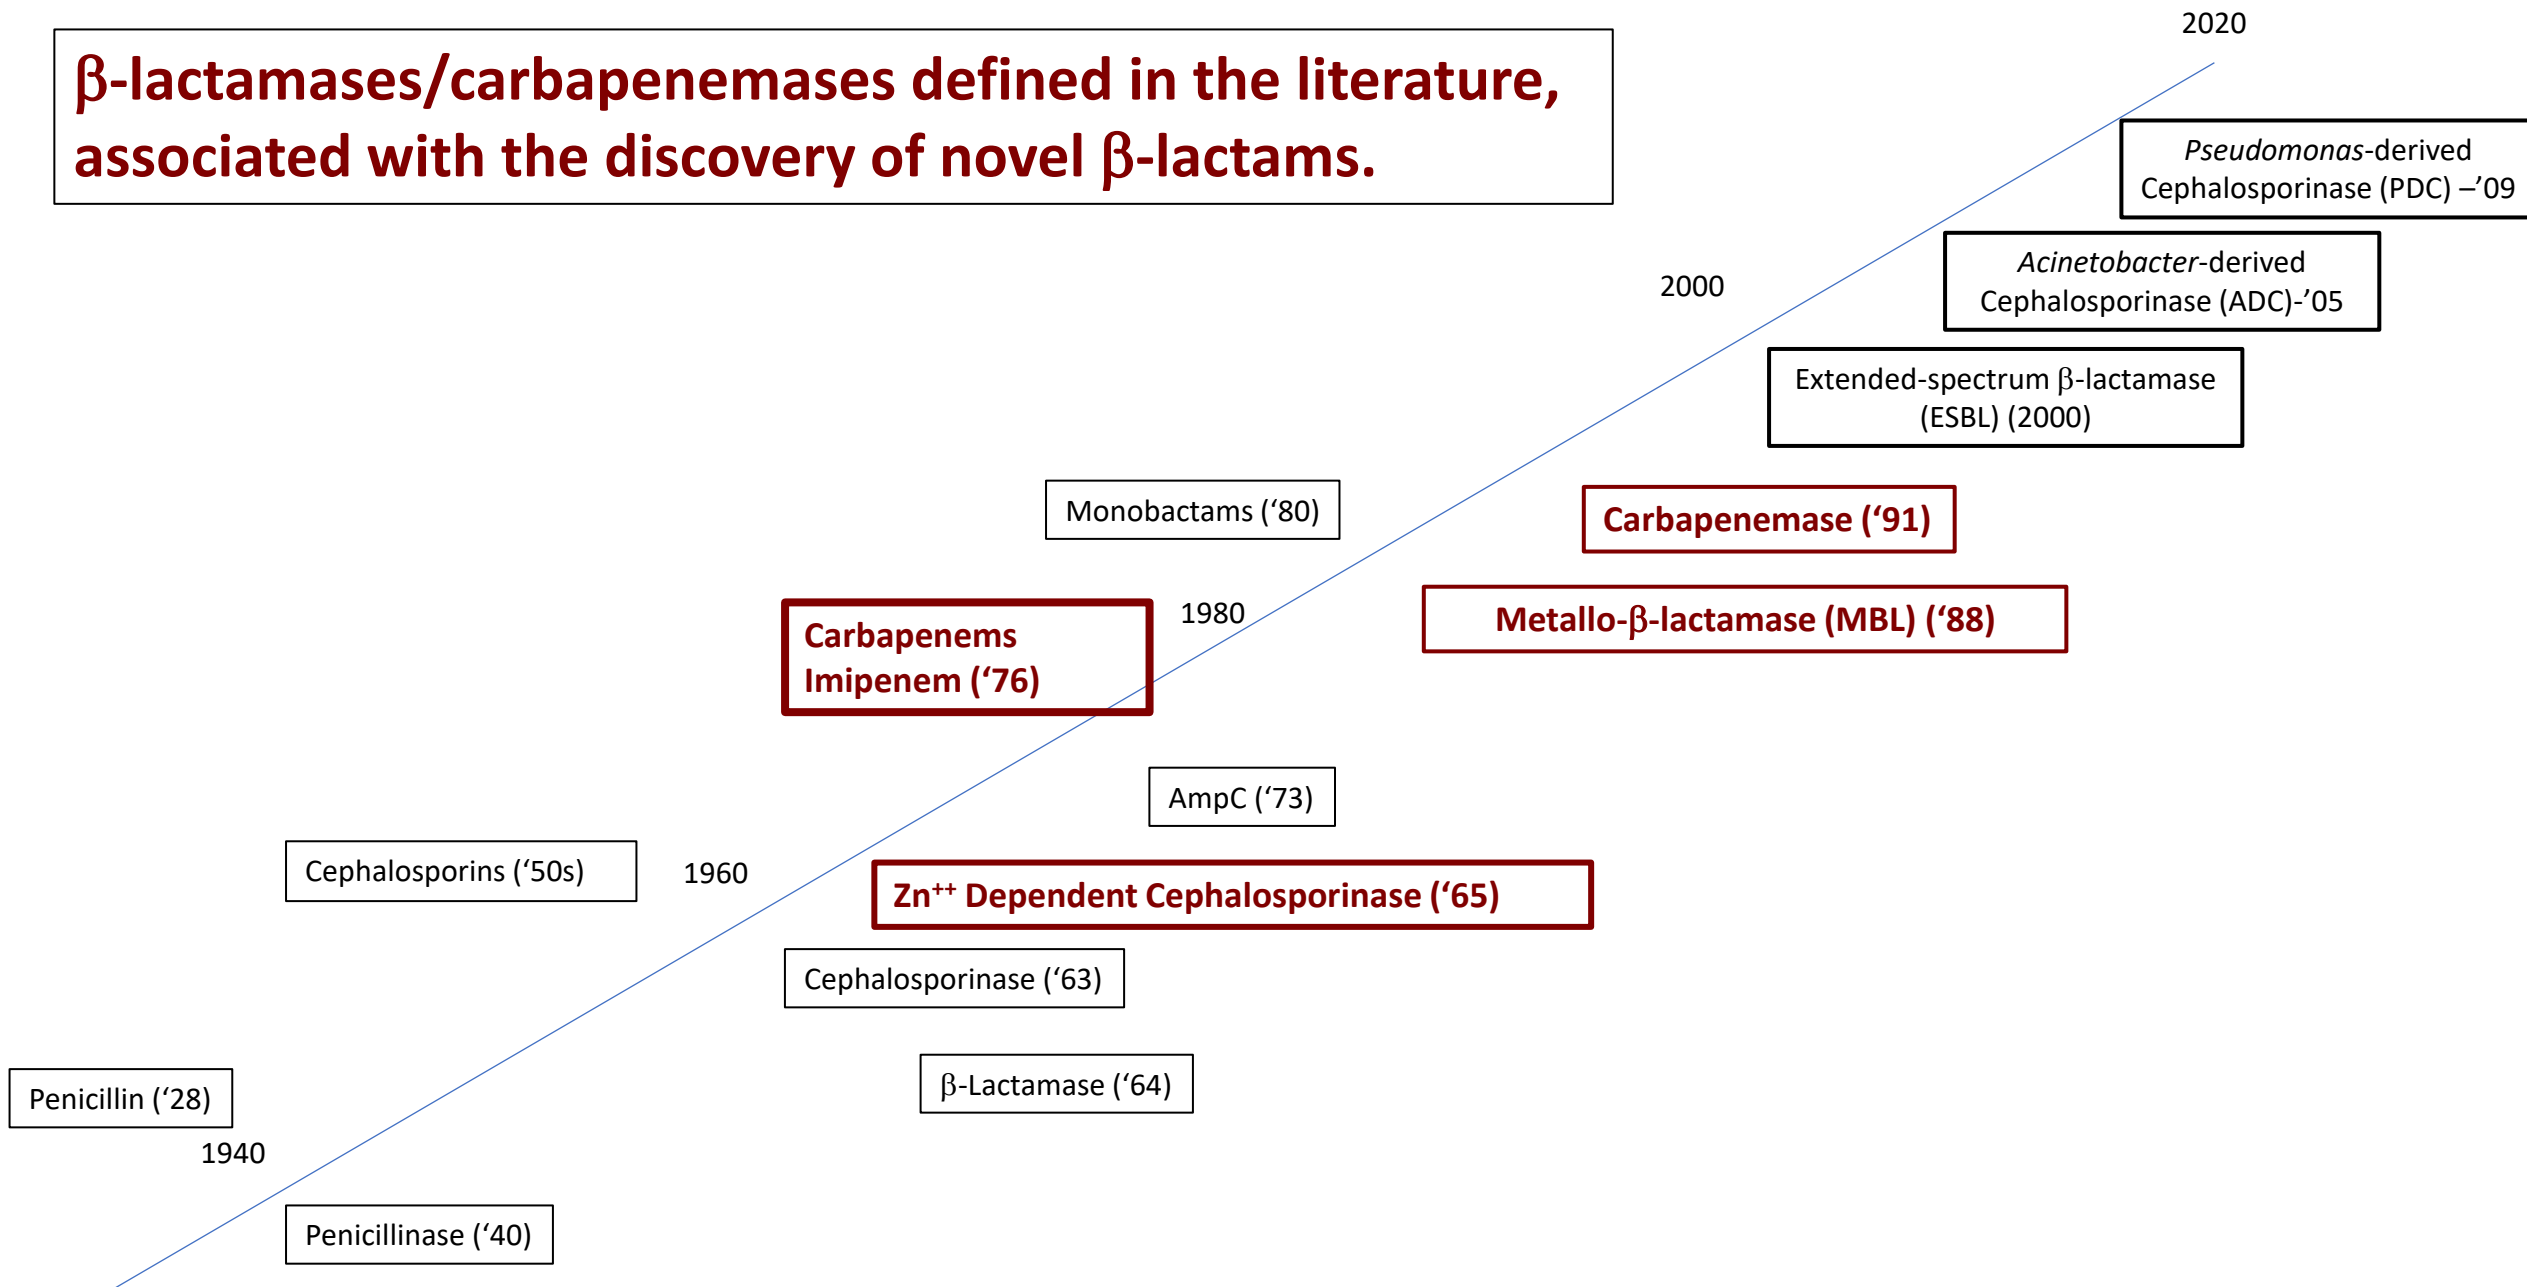 β-lactamases/carbapenemases defined in the literature,
associated with the discovery of novel β-lactams.
2020
Pseudomonas-derived
Cephalosporinase (PDC) –’09
Acinetobacter-derived
Cephalosporinase (ADC)-’05
2000
Extended-spectrum β-lactamase
(ESBL) (2000)
Monobactams (‘80)
Carbapenemase (‘91)
Carbapenems
Imipenem (‘76)
1980
Metallo-β-lactamase (MBL) (‘88)
AmpC (‘73)
Cephalosporins (‘50s)
1960
Zn⁺⁺ Dependent Cephalosporinase (‘65)
Cephalosporinase (‘63)
β-Lactamase (‘64)
Penicillin (‘28)
1940
Penicillinase (‘40)